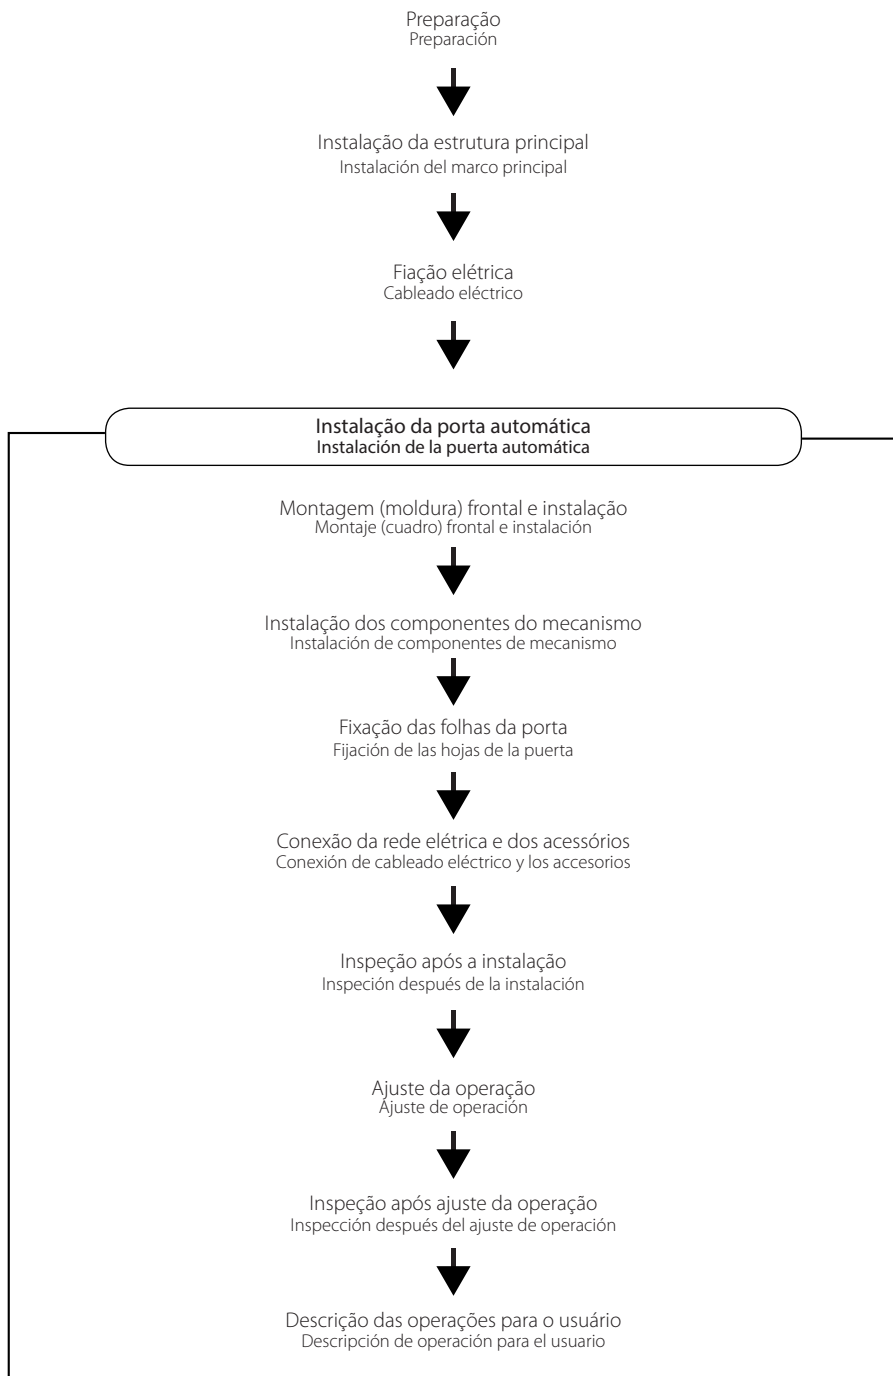 Preparação
Preparación
Instalação da estrutura principal
Instalación del marco principal
Fiação elétrica
Cableado eléctrico
Instalação da porta automática
Instalación de la puerta automática
Montagem (moldura) frontal e instalação
Montaje (cuadro) frontal e instalación
Instalação dos componentes do mecanismo
Instalación de componentes de mecanismo
Fixação das folhas da porta
Fijación de las hojas de la puerta
Conexão da rede elétrica e dos acessórios
Conexión de cableado eléctrico y los accesorios
Inspeção após a instalação
Inspeción después de la instalación
Ajuste da operação
Ajuste de operación
Inspeção após ajuste da operação
Inspección después del ajuste de operación
Descrição das operações para o usuário
Descripción de operación para el usuario